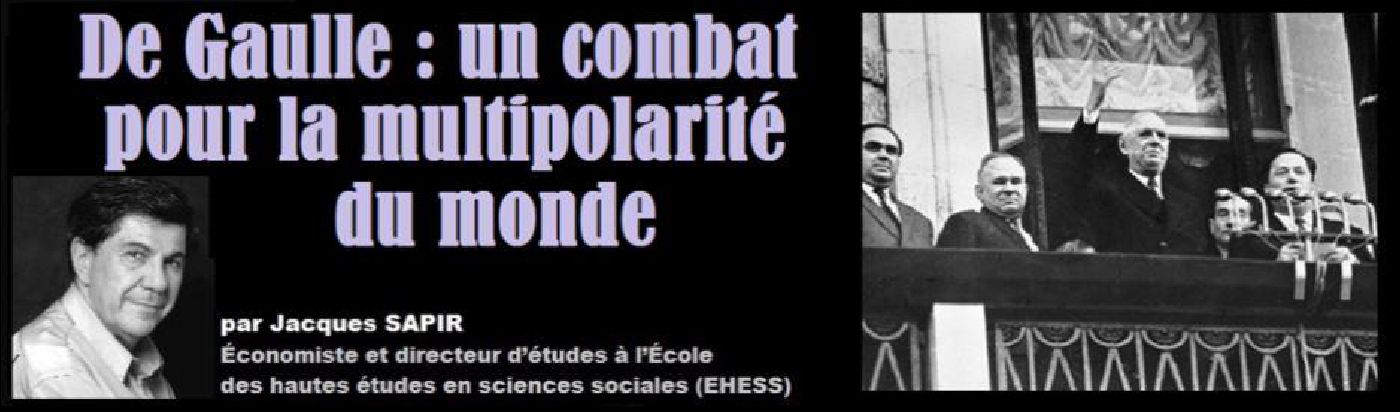 De Gaulle : un combat
pour la multipolarité
du monde
par Jacques SAPIR
Économiste et directeur d'études à l'École
des hautes études en sciences sociales (EHESS)